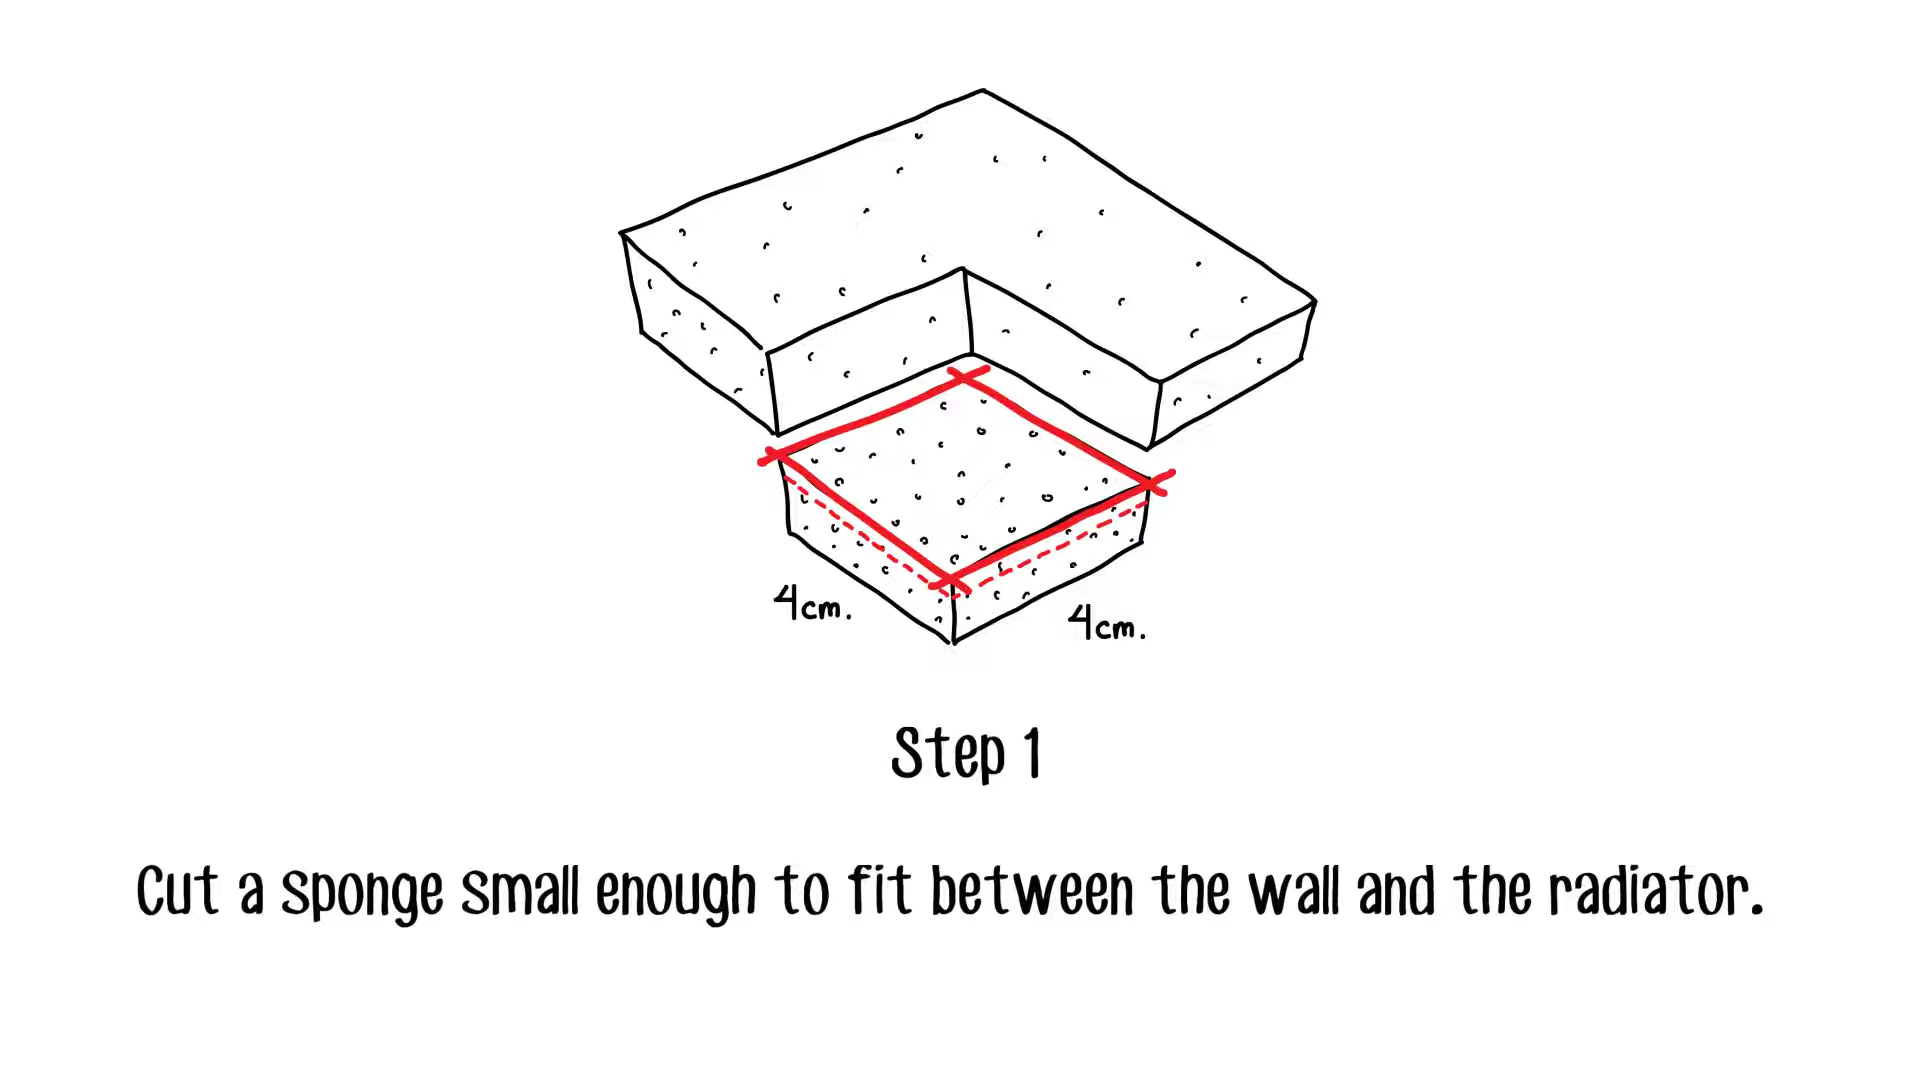 4cm.
4cm.
Step 1
Cut a sponge small enough to fit between the wall and the radiator.